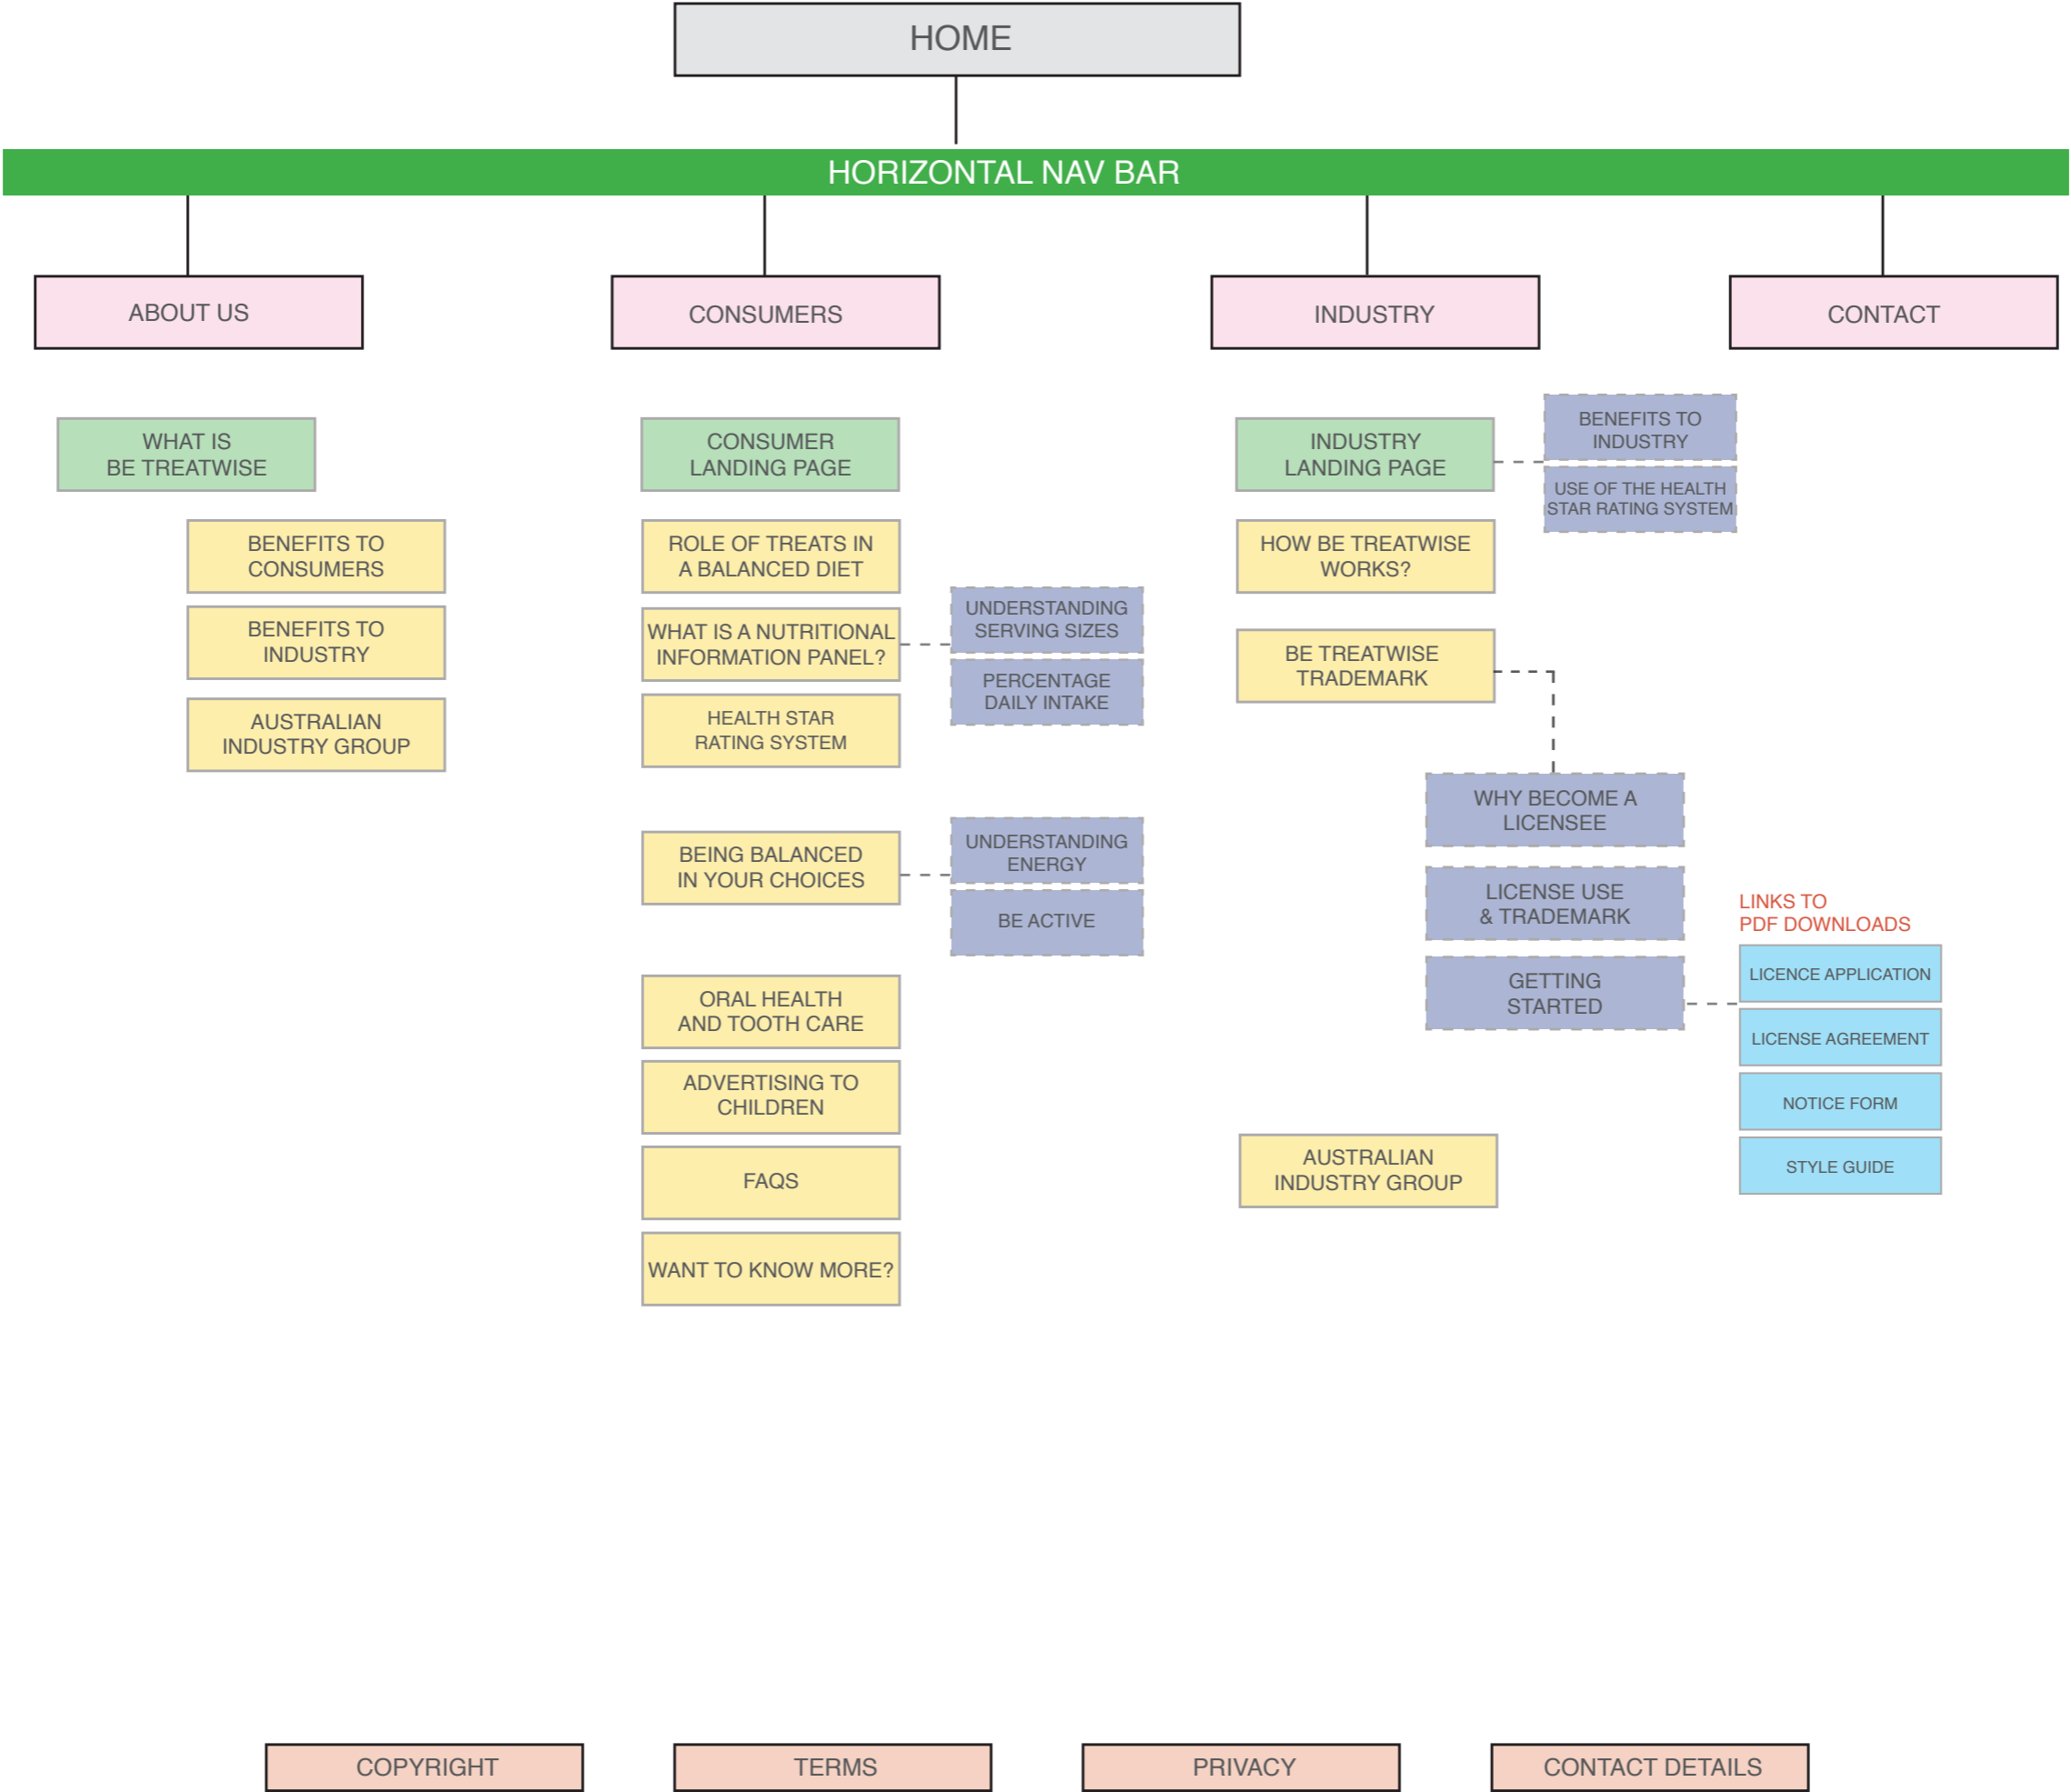 HOME
HORIZONTAL NAV BAR
ABOUT US
CONSUMERS
INDUSTRY
CONTACT
WHAT IS
BE TREATWISE
BENEFITS TO
CONSUMERS
BENEFITS TO
INDUSTRY
AUSTRALIAN
INDUSTRY GROUP
CONSUMER
LANDING PAGE
ROLE OF TREATS IN
A BALANCED DIET
WHAT IS A NUTRITIONAL
INFORMATION PANEL?
UNDERSTANDING
SERVING SIZES
PERCENTAGE
DAILY INTAKE
HEALTH STAR
RATING SYSTEM
BEING BALANCED
IN YOUR CHOICES
UNDERSTANDING
ENERGY
BE ACTIVE
ORAL HEALTH
AND TOOTH CARE
ADVERTISING TO
CHILDREN
FAQS
WANT TO KNOW MORE?
INDUSTRY
LANDING PAGE
BENEFITS TO
INDUSTRY
USE OF THE HEALTH
STAR RATING SYSTEM
HOW BE TREATWISE
WORKS?
BE TREATWISE
TRADEMARK
WHY BECOME A
LICENSEE
LICENSE USE
& TRADEMARK
GETTING
STARTED
LINKS TO
PDF DOWNLOADS
LICENCE APPLICATION
LICENSE AGREEMENT
NOTICE FORM
STYLE GUIDE
AUSTRALIAN
INDUSTRY GROUP
COPYRIGHT
TERMS
PRIVACY
CONTACT DETAILS